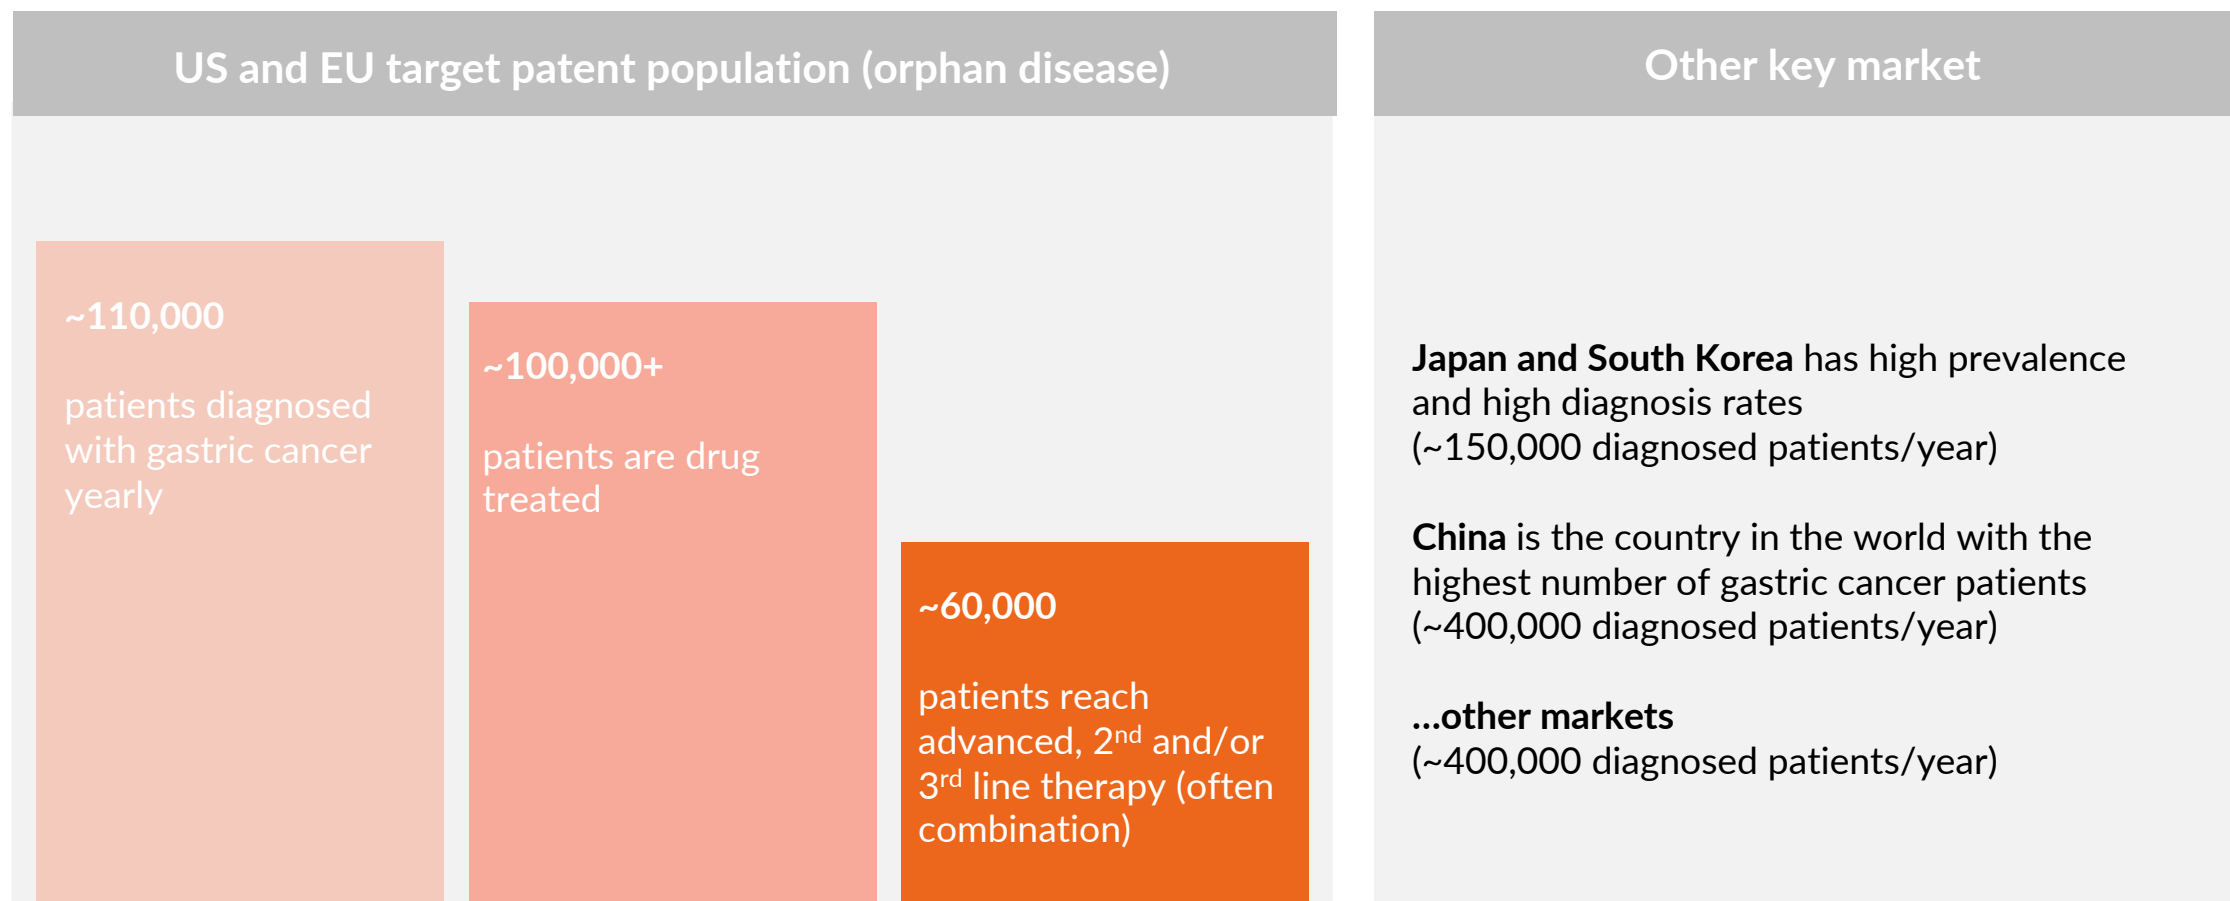 US and EU target patent population (orphan disease)
~110,000
patients diagnosed
with gastric cancer
yearly
~100,000+
patients are drug
treated
~60,000
patients reach
advanced, 2nd and/or
3rd line therapy (often
combination)
Other key market
Japan and South Korea has high prevalence
and high diagnosis rates
(~150,000 diagnosed patients/year)
China is the country in the world with the
highest number of gastric cancer patients
(~400,000 diagnosed patients/year)
...other markets
(~400,000 diagnosed patients/year)